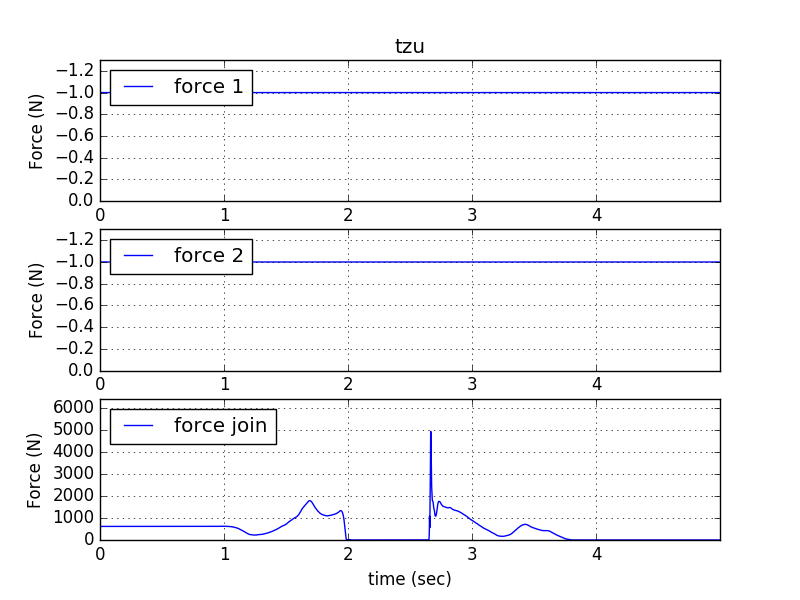 tzu
−1.2
−1.0
−0.8
−0.6
−0.4
−0.2
0.0
Force (N)
force 1
0 1 2 3 4
−1.2
−1.0
−0.8
−0.6
−0.4
−0.2
0.0
Force (N)
force 2
0 1 2 3 4
6000
5000
4000
3000
2000
1000
0
Force (N)
force join
0 1 2 3 4
time (sec)